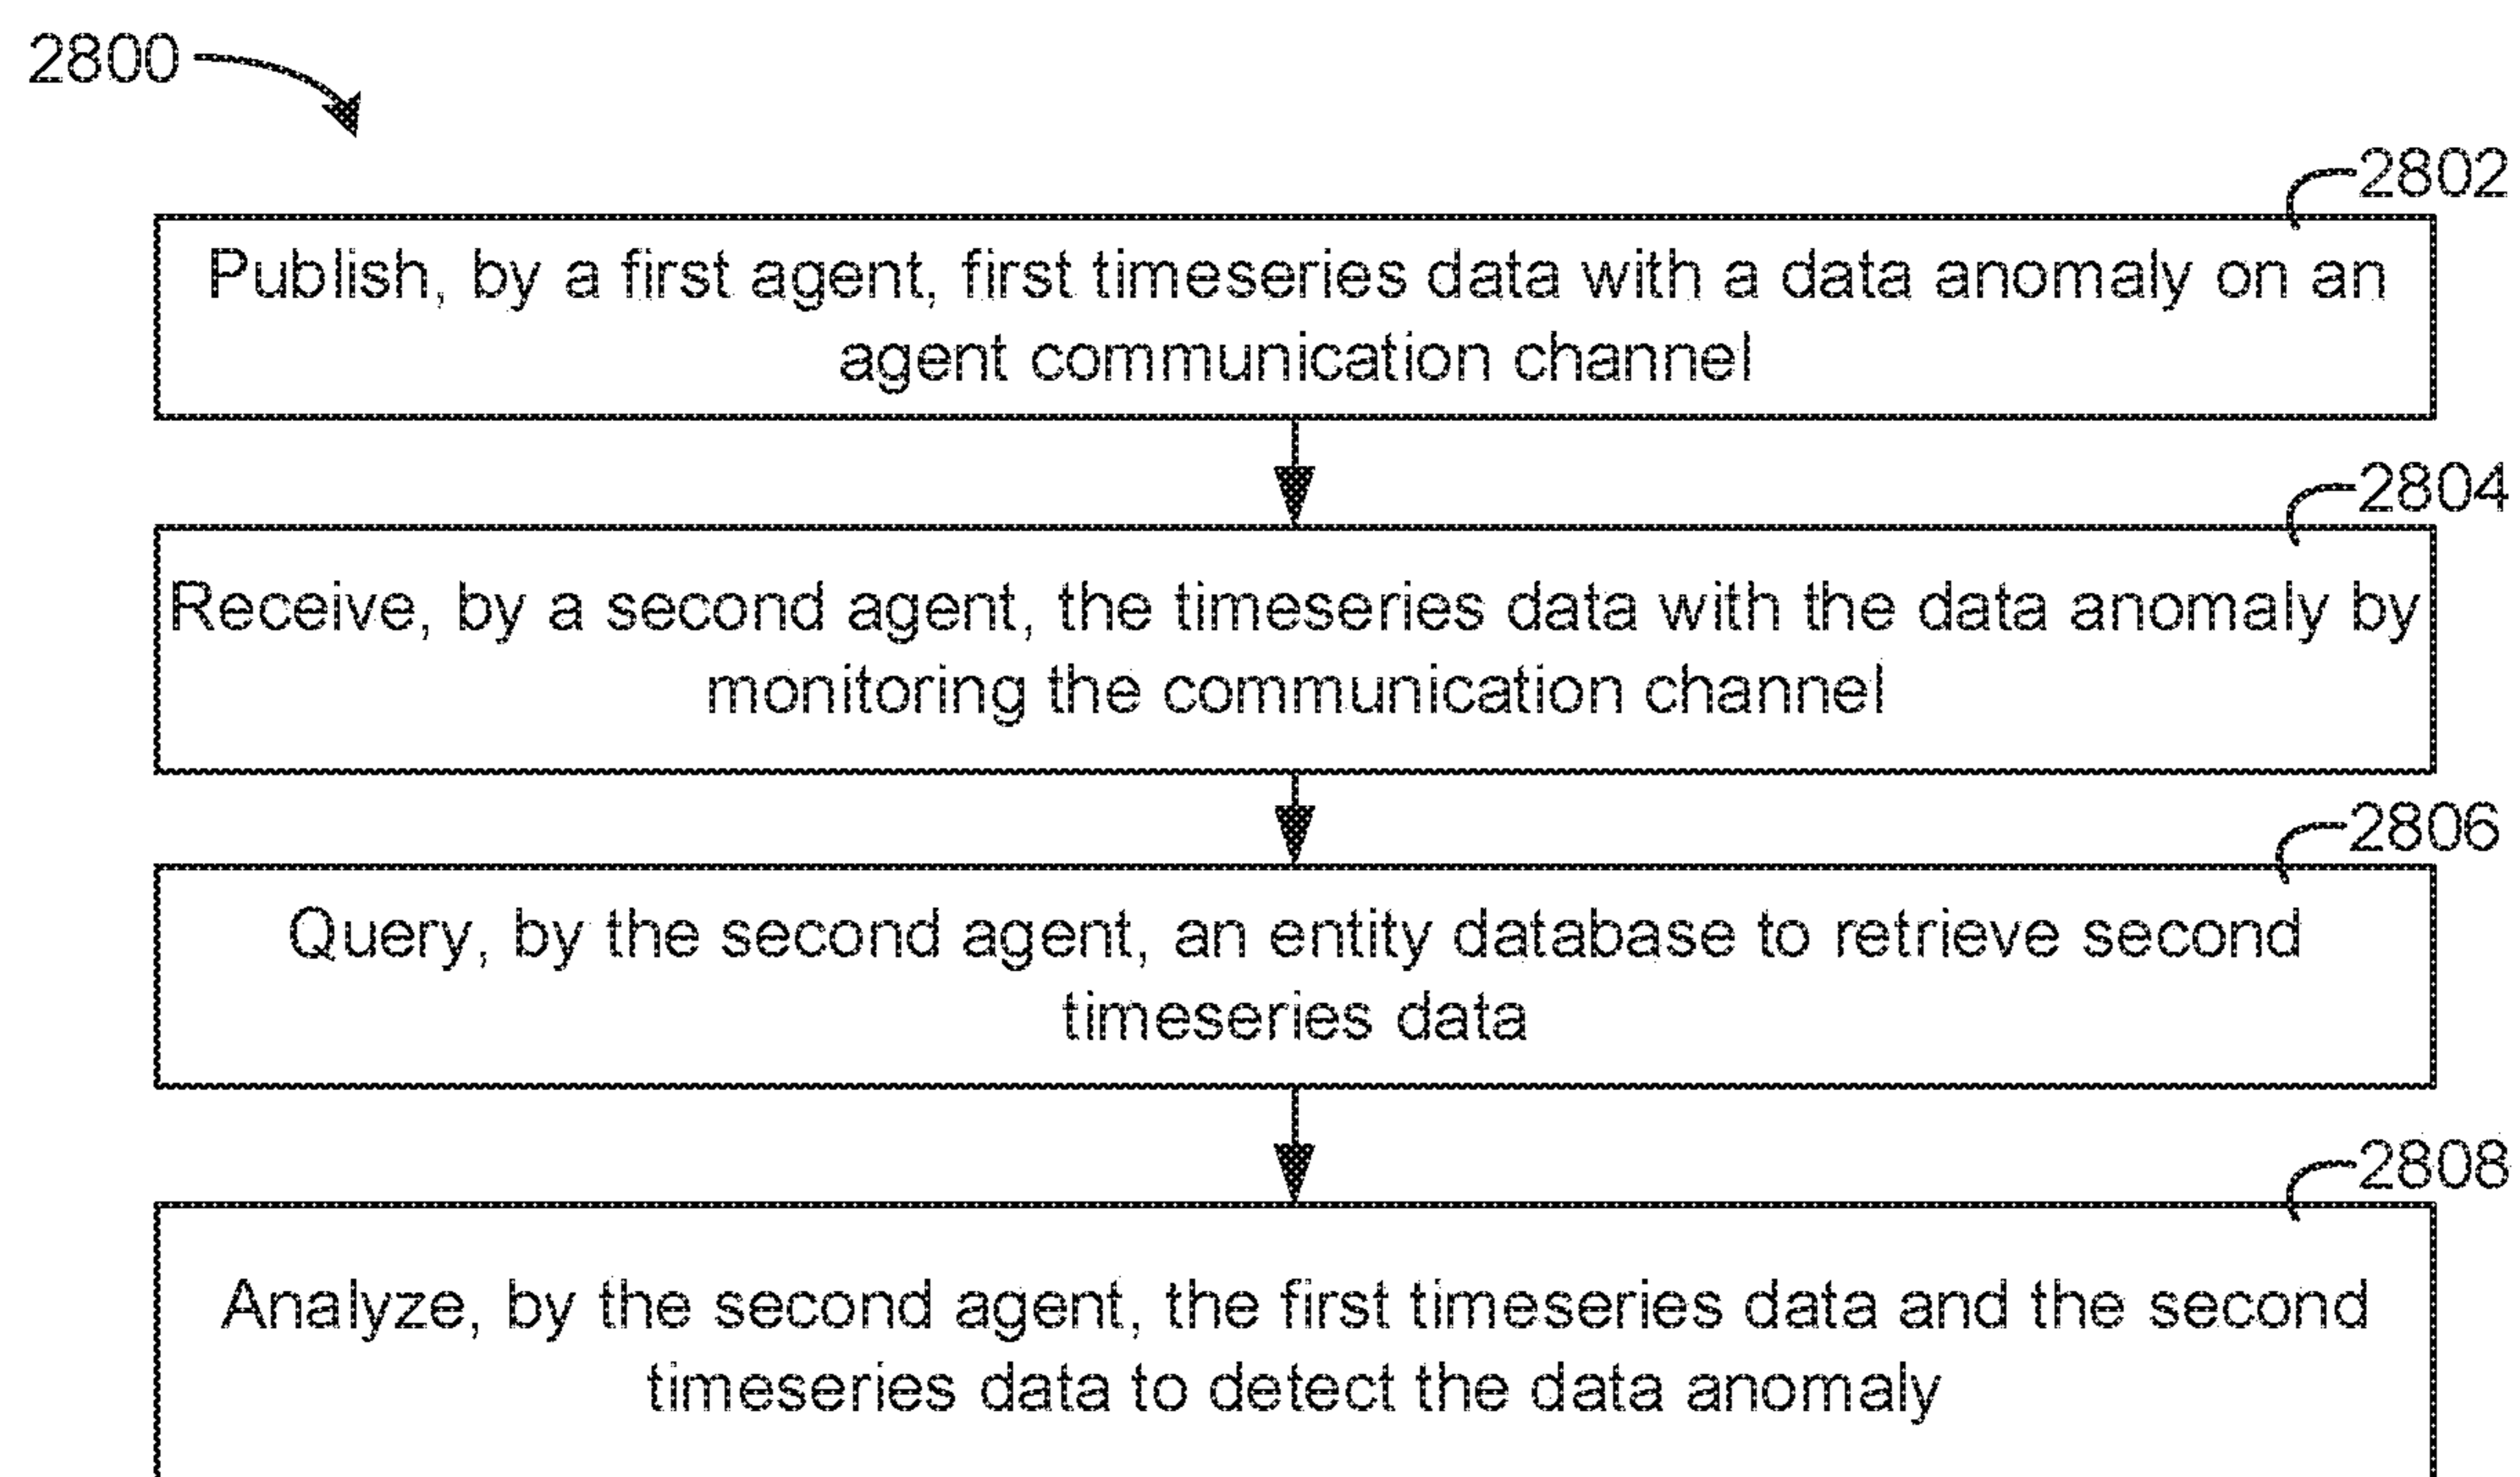 2800
2802
Publish, by a first agent, first timeseries data with a data anomaly on an
agent communication channel
2804
Receive, by a second agent, the timeseries data with the data anomaly by
monitoring the communication channel
2806
Query, by the second agent, an entity database to retrieve second
timeseries data
2808
Analyze, by the second agent, the first timeseries data and the second
timeseries data to detect the data anomaly